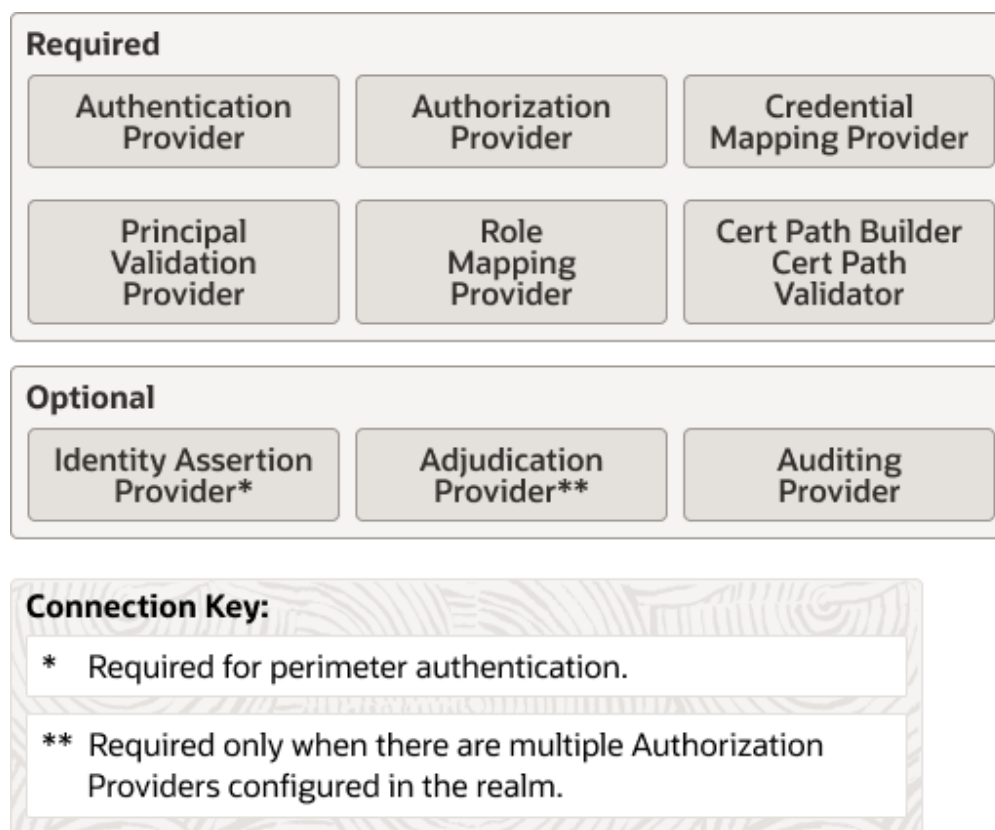 Required
Authentication
Provider
Authorization
Provider
Credential
Mapping Provider
Principal
Validation
Provider
Role
Mapping
Provider
Cert Path Builder
Cert Path
Validator
Optional
Identity Assertion
Provider*
Adjudication
Provider**
Auditing
Provider
Connection Key:
* Required for perimeter authentication.
** Required only when there are multiple Authorization
Providers configured in the realm.